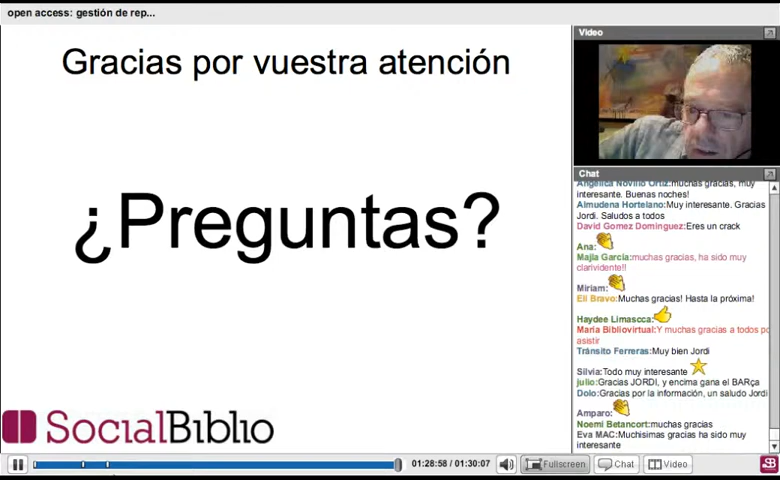 open access: gestión de rep...
Gracias por vuestra atención
¿Preguntas?
SocialBiblio
Video
Chat
Angélica Novillo Ortiz:muchas gracias, muy
interesante. Buenas noches!
Almudena Hortelano:Muy interesante. Gracias
Jordi. Saludos a todos
David Gomez Dominguez:Eres un crack
Ana:
Majla García:muchas gracias, ha sido muy
clarividente!!
Miriam:
Eli Bravo:Muchas gracias! Hasta la próxima!
Haydee Limascca:
María Bibliovirtual:Y muchas gracias a todos po
asistir
Tránsito Ferreras:Muy bien Jordi
Silvia:Todo muy interesante
julio:Gracias JORDI, y encima gana el BARça
Dolo:Gracias por la información, un saludo Jordi
Amparo:
Noemi Betancort:muchas gracias
Eva MAC:Muchisimas gracias ha sido muy
interesante
01:28:58 / 01:30:07
Fullscreen
Chat
Video
SB